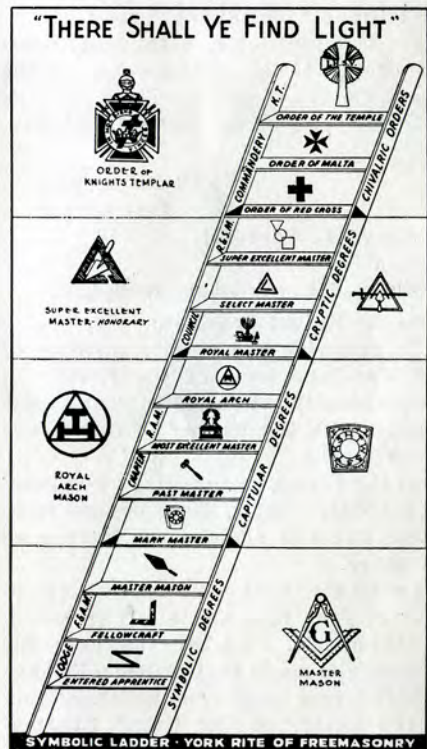 "THERE SHALL YE FIND LIGHT"
K.T.
ORDER OF THE TEMPLE
COMMANDERY
CHIVALRIC ORDERS
ORDER OF MALTA
ORDER OF
KNIGHTS TEMPLAR
ORDER OF RED CROSS
R.& S.M.
SUPER EXCELLENT MASTER
SUPER EXCELLENT
MASTER-HONORARY
SELECT MASTER
COUNCIL
CRYPTIC DEGREES
ROYAL MASTER
ROYAL ARCH
R.A.M.
MOST EXCELLENT MASTER
ROYAL
ARCH
MASON
CHAPTER
CAPITULAR DEGREES
PAST MASTER
MARK MASTER
MASTER MASON
F.& A.M.
FELLOWCRAFT
LODGE
SYMBOLIC DEGREES
ENTERED APPRENTICE
G
MASTER
MASON
SYMBOLIC LADDER · YORK RITE OF FREEMASONRY